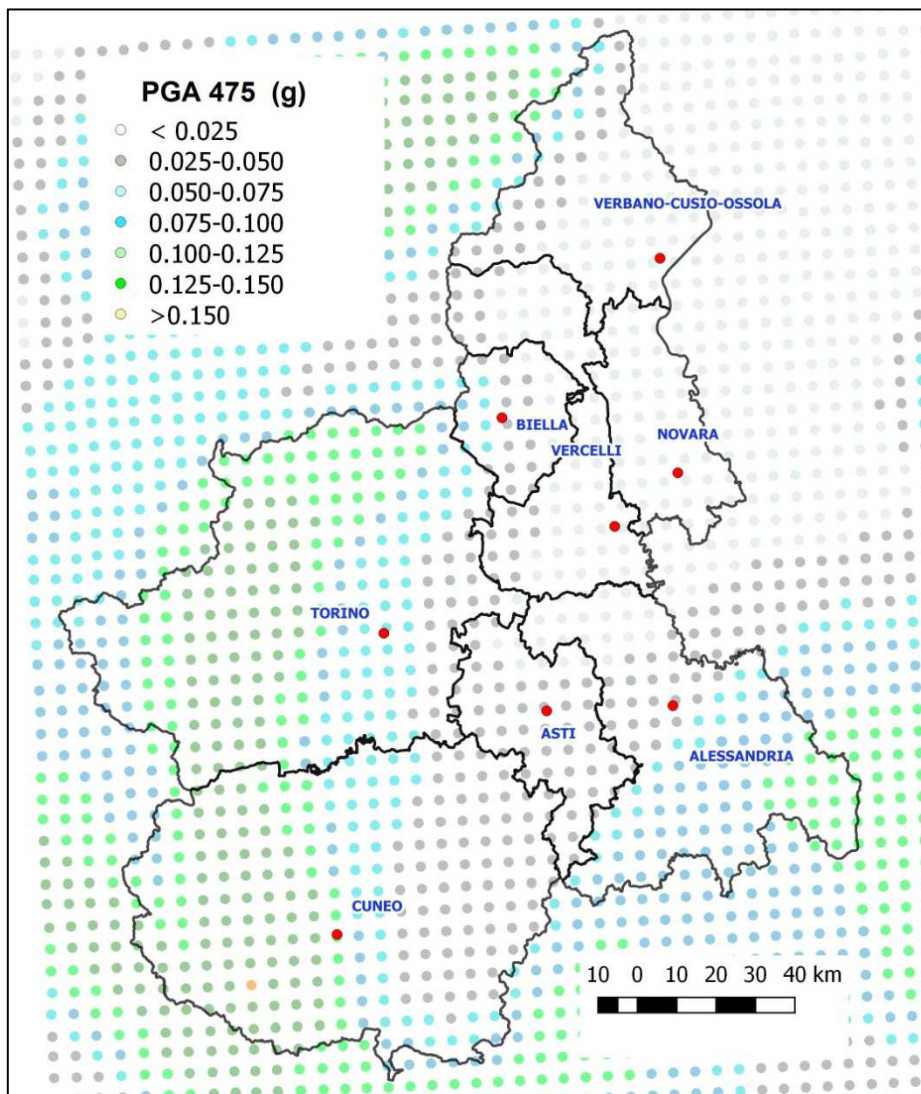 PGA 475 (g)
< 0.025
0.025-0.050
0.050-0.075
0.075-0.100
0.100-0.125
0.125-0.150
>0.150
VERBANO-CUSIO-OSSOLA
BIELLA
VERCELLI
NOVARA
TORINO
ASTI
ALESSANDRIA
CUNEO
10 0 10 20 30 40 km